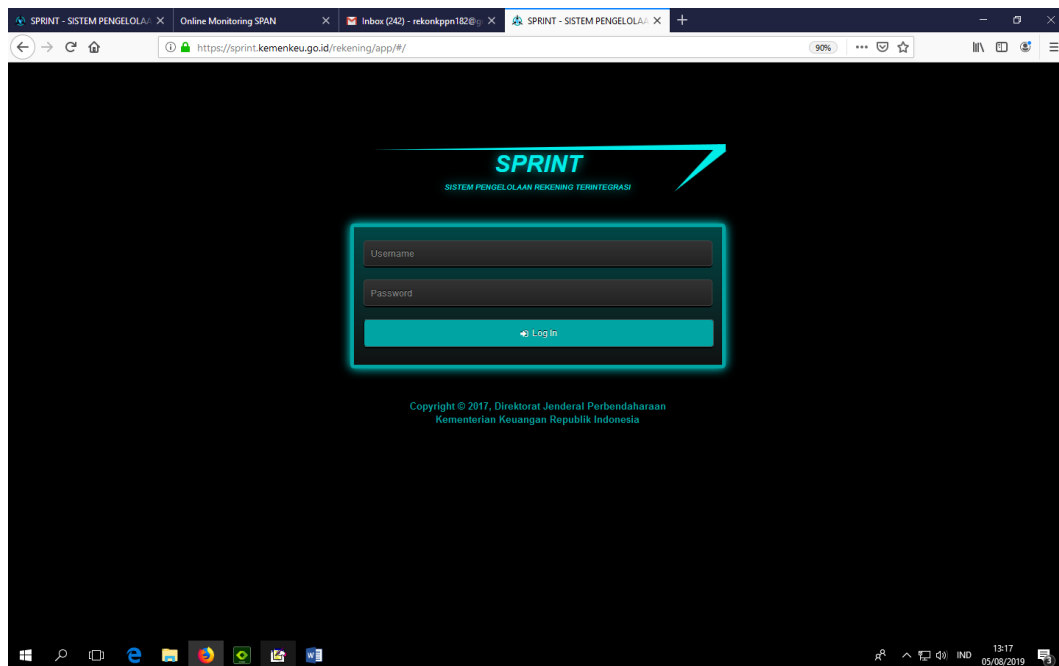 SPRINT - SISTEM PENGELOLAA
Online Monitoring SPAN
Inbox (242) - rekonkppn182@g
SPRINT - SISTEM PENGELOLAA
https://sprint.kemenkeu.go.id/rekening/app/#/
90%
SPRINT
SISTEM PENGELOLAAN REKENING TERINTEGRASI
Username
Password
Log In
Copyright © 2017, Direktorat Jenderal Perbendaharaan
Kementerian Keuangan Republik Indonesia
IND
13:17
05/08/2019